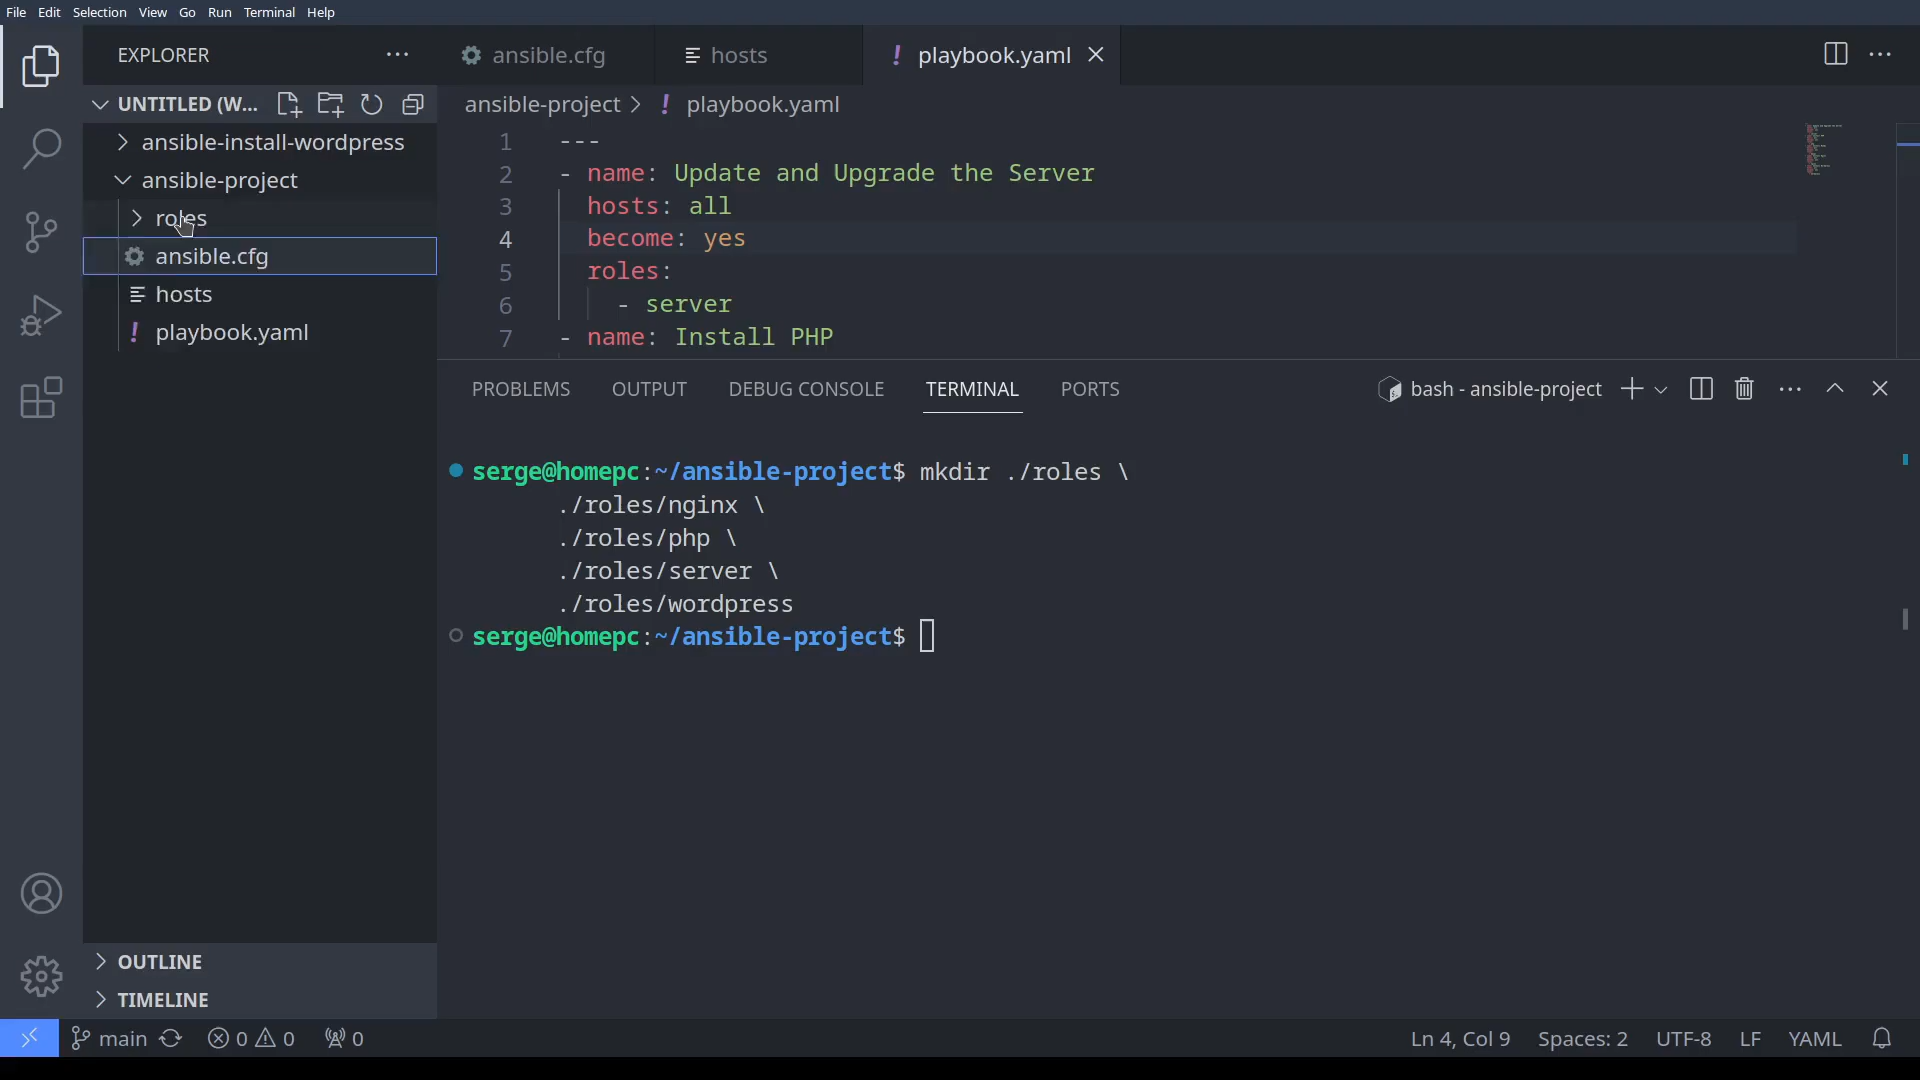 File Edit Selection View Go Run Terminal Help
EXPLORER
ansible.cfg
hosts
! playbook.yaml
UNTITLED (W...
ansible-project > ! playbook.yaml
ansible-install-wordpress
ansible-project
roles
ansible.cfg
hosts
! playbook.yaml
1 ---
2 - name: Update and Upgrade the Server
3 hosts: all
4 become: yes
5 roles:
6 - server
7 - name: Install PHP
PROBLEMS OUTPUT DEBUG CONSOLE TERMINAL PORTS
bash - ansible-project
serge@homepc:~/ansible-project$ mkdir ./roles \
./roles/nginx \
./roles/php \
./roles/server \
./roles/wordpress
serge@homepc:~/ansible-project$
OUTLINE
TIMELINE
main 0 0 0
Ln 4, Col 9 Spaces: 2 UTF-8 LF YAML